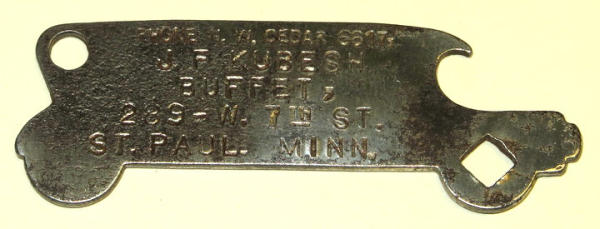 PHONE N. W. CEDAR 6617
J. F. KUBESH
BUFFET,
289-W. 7TH ST.
ST. PAUL. MINN.